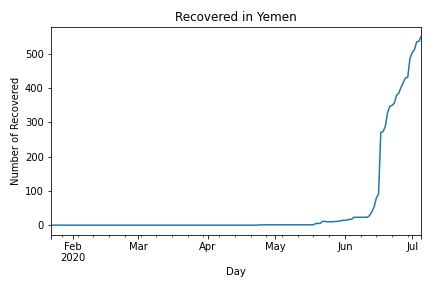 Recovered in Yemen
Number of Recovered
500
400
300
200
100
0
Feb
2020
Mar
Apr
May
Jun
Jul
Day